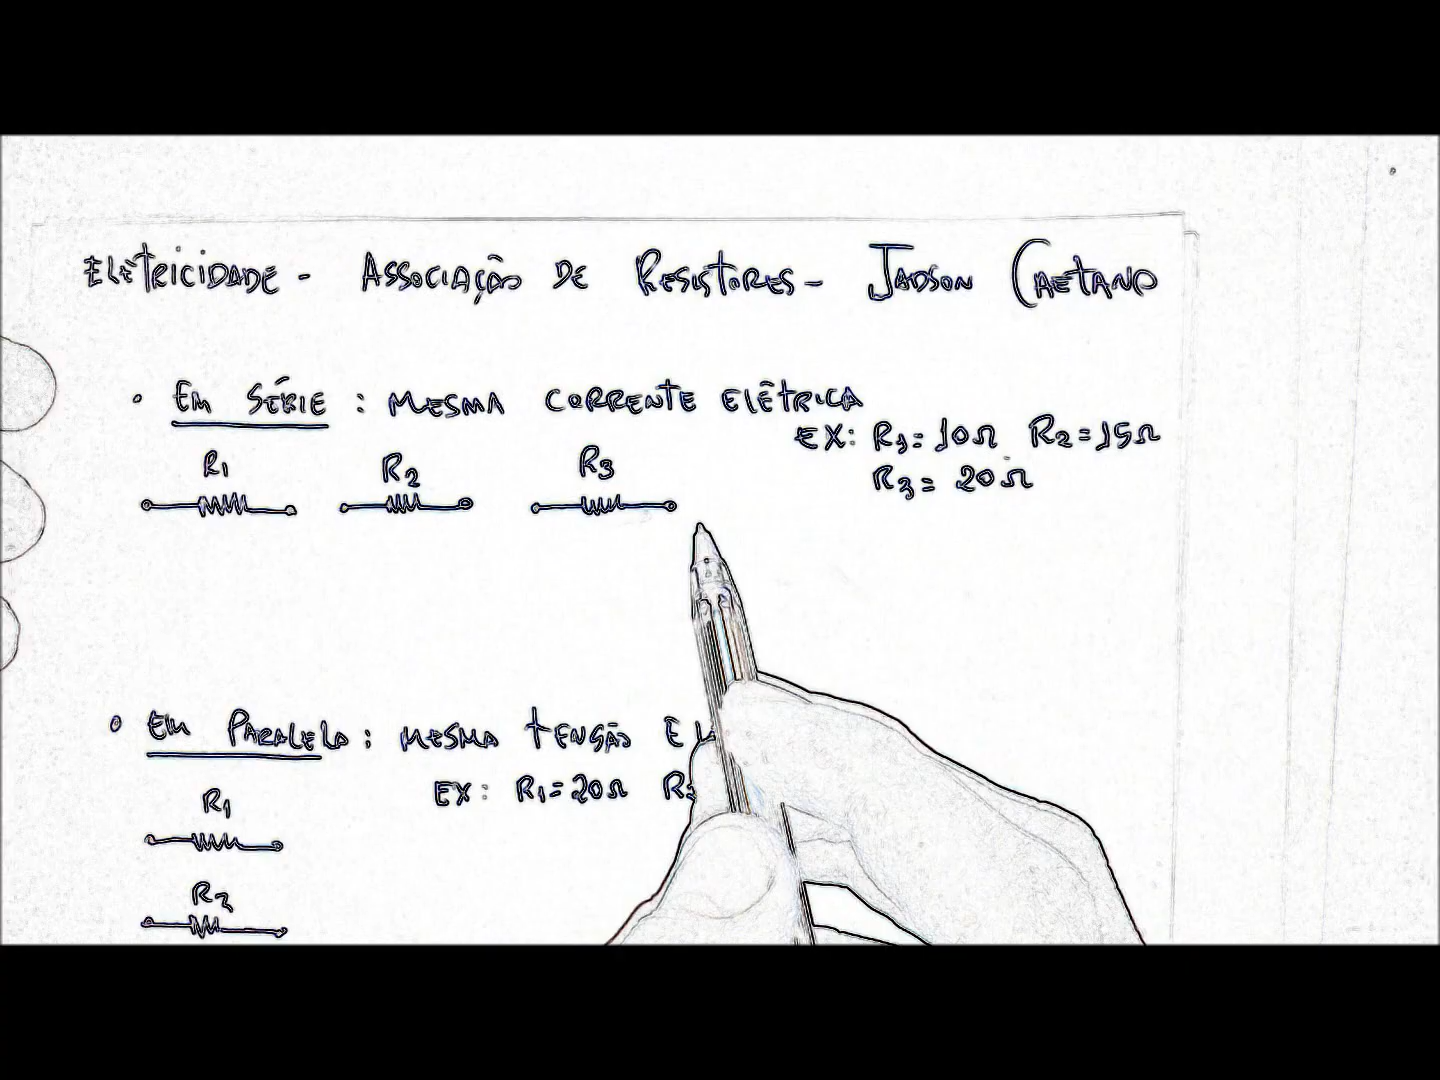 ELÉTRICIDADE - ASSOCIAÇÃO DE RESISTORES - JADSON CAETANO
• EM SÉRIE : MESMA CORRENTE ELÉTRICA
EX: R1 = 10Ω R2 = 15Ω
R3 = 20Ω
R1 R2 R3
• EM PARALELO : MESMA TENSÃO
EX: R1 = 20Ω
R1
R2